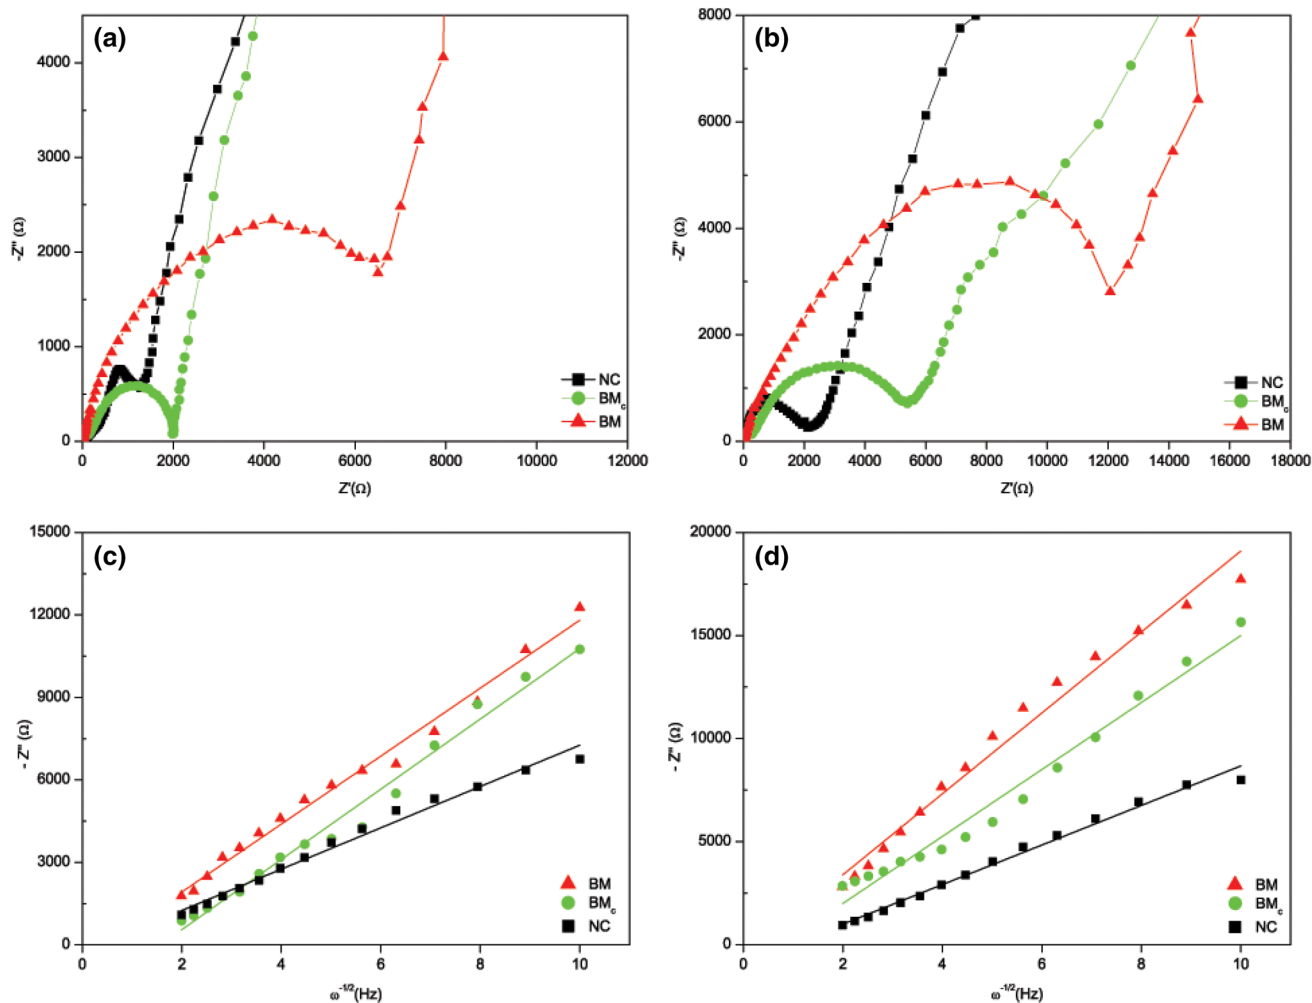 (a)
4000
3000
2000
1000
0
-Z''(Ω)
0 2000 4000 6000 8000 10000 12000
Z'(Ω)
NC
BMc
BM
(b)
8000
6000
4000
2000
0
-Z''(Ω)
0 2000 4000 6000 8000 10000 12000 14000 16000 18000
Z'(Ω)
NC
BMc
BM
(c)
15000
12000
9000
6000
3000
0
- Z'' (Ω)
0 2 4 6 8 10
ω-1/2(Hz)
BM
BMc
NC
(d)
20000
15000
10000
5000
0
- Z'' (Ω)
0 2 4 6 8 10
ω-1/2(Hz)
BM
BMc
NC